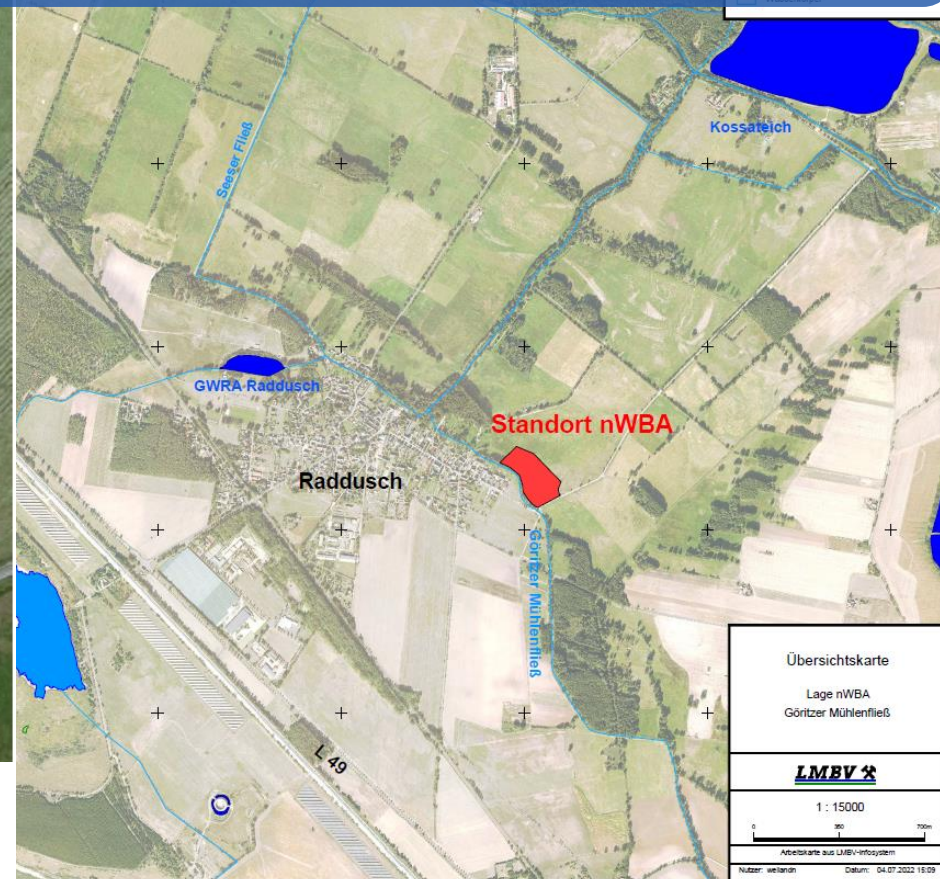 Kossateich
Seeser Fließ
GWRA Raddusch
Standort nWBA
Raddusch
Göritzer Mühlenfließ
L 49
Übersichtskarte
Lage nWBA
Göritzer Mühlenfließ
LMBV
1 : 15000
0 350 700m
Arbeitskarte aus LMBV-Infosystem
Nutzer: weilandn Datum: 04.07.2022 15:09